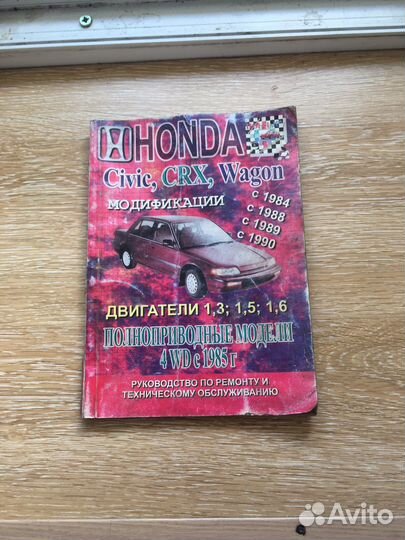 HONDA
Civic, CRX, Wagon
МОДИФИКАЦИИ
с 1984
с 1988
с 1989
с 1990
ДВИГАТЕЛИ 1,3; 1,5; 1,6
ПОЛНОПРИВОДНЫЕ МОДЕЛИ
4 WD с 1985 г
РУКОВОДСТВО ПО РЕМОНТУ И
ТЕХНИЧЕСКОМУ ОБСЛУЖИВАНИЮ
Avito